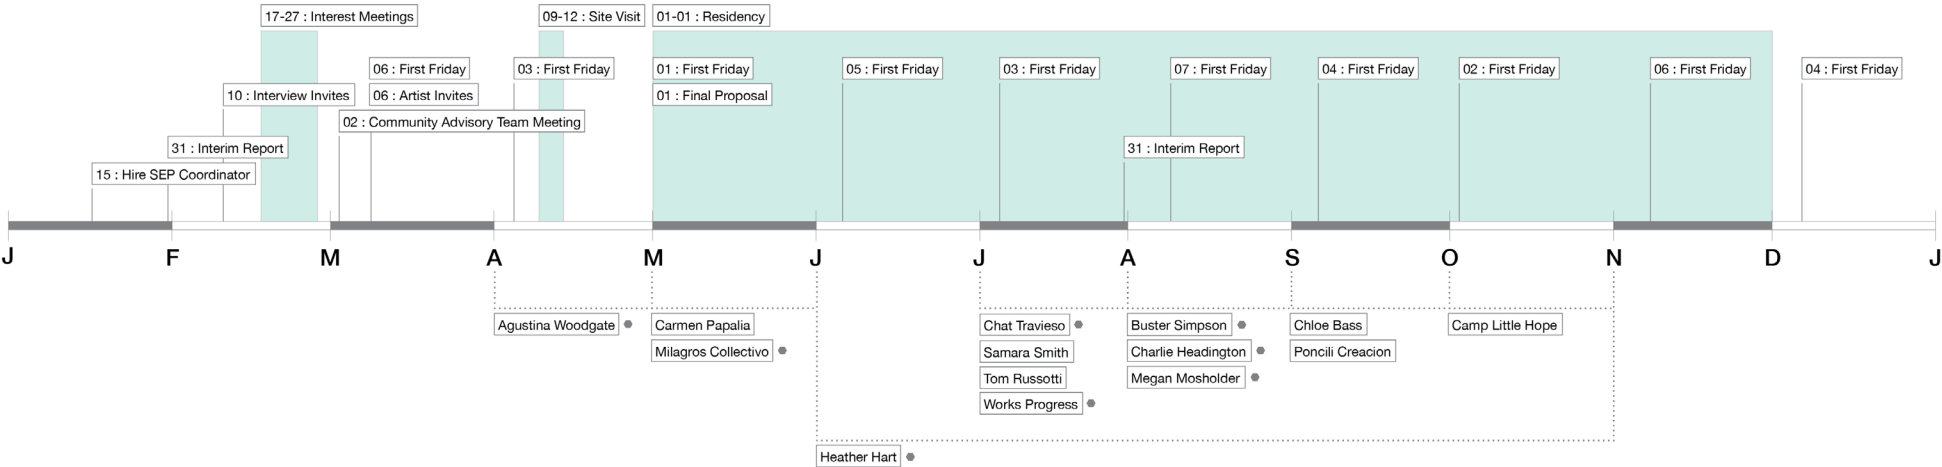 17-27 : Interest Meetings
09-12 : Site Visit
01-01 : Residency
06 : First Friday
03 : First Friday
01 : First Friday
05 : First Friday
03 : First Friday
07 : First Friday
04 : First Friday
02 : First Friday
06 : First Friday
04 : First Friday
10 : Interview Invites
06 : Artist Invites
01 : Final Proposal
02 : Community Advisory Team Meeting
31 : Interim Report
31 : Interim Report
15 : Hire SEP Coordinator
J F M A M J J A S O N D J
Agustina Woodgate
Carmen Papalia
Chat Travieso
Buster Simpson
Chloe Bass
Camp Little Hope
Milagros Collectivo
Samara Smith
Charlie Headington
Poncili Creacion
Tom Russotti
Megan Mosholder
Works Progress
Heather Hart